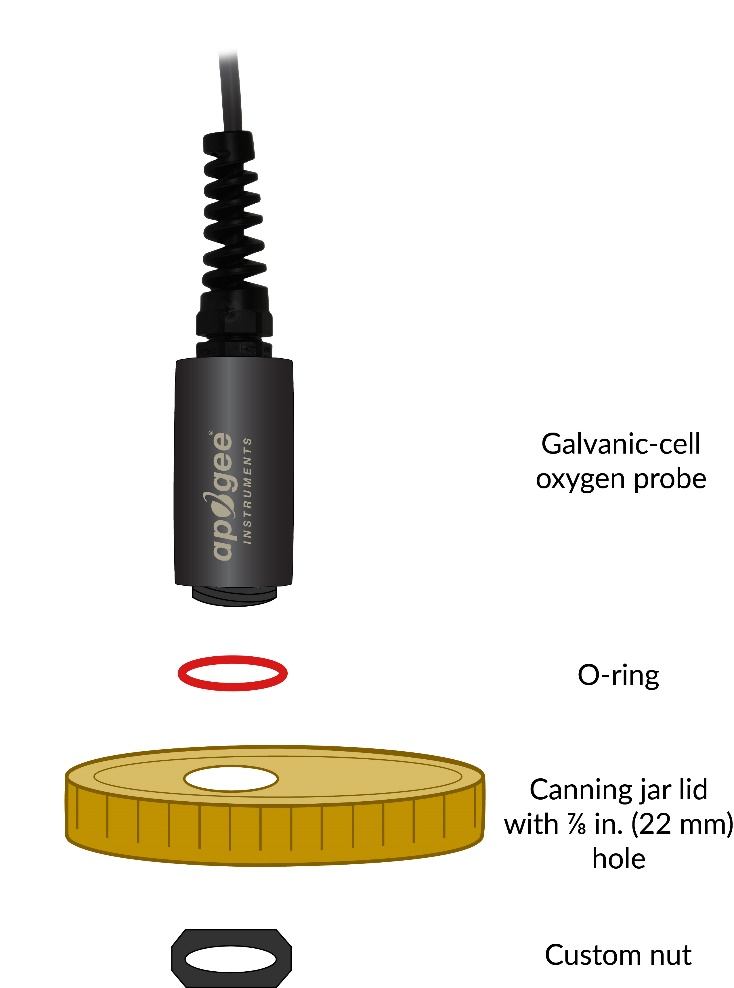 apogee®
INSTRUMENTS
Galvanic-cell
oxygen probe
O-ring
Canning jar lid
with ⅞ in. (22 mm)
hole
Custom nut